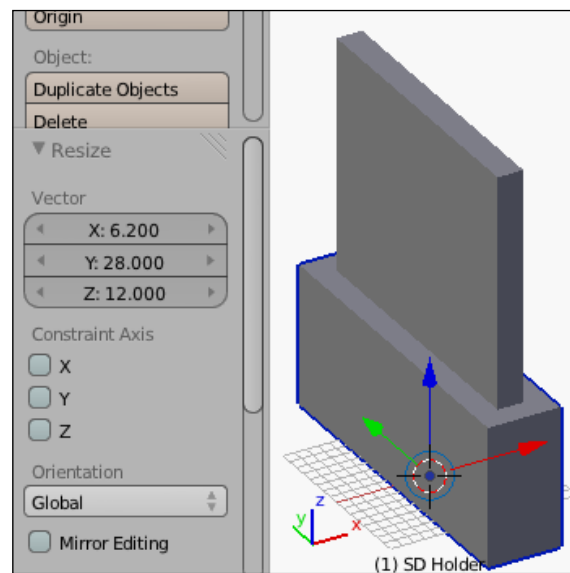 Origin
Object:
Duplicate Objects
Delete
Resize
Vector
X: 6.200
Y: 28.000
Z: 12.000
Constraint Axis
X
Y
Z
Orientation
Global
Mirror Editing
z
y
x
(1) SD Holder